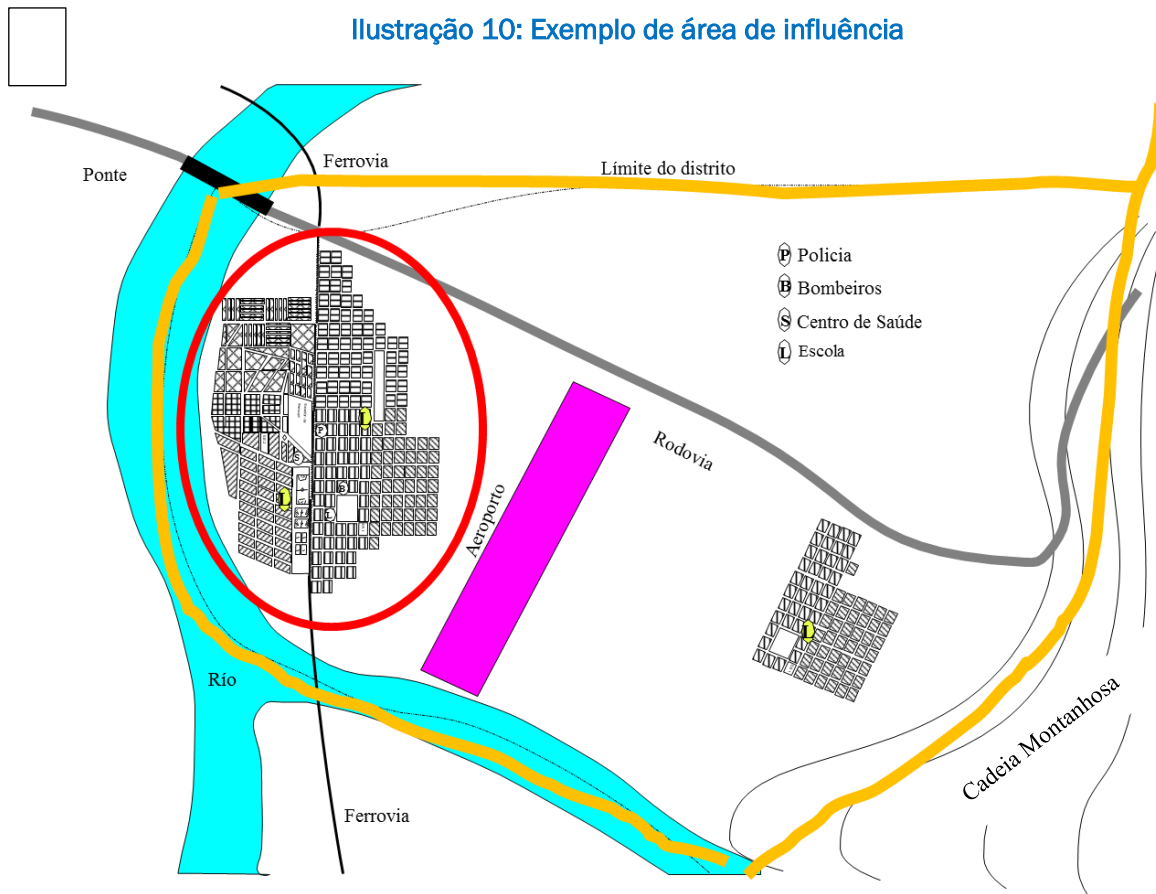 Ilustração 10: Exemplo de área de influência
Ferrovia
Límite do distrito
Ponte
P Policia
B Bombeiros
S Centro de Saúde
L Escola
L
P
S
B
L
L
Rodovia
Aeroporto
L
Río
Cadeia Montanhosa
Ferrovia